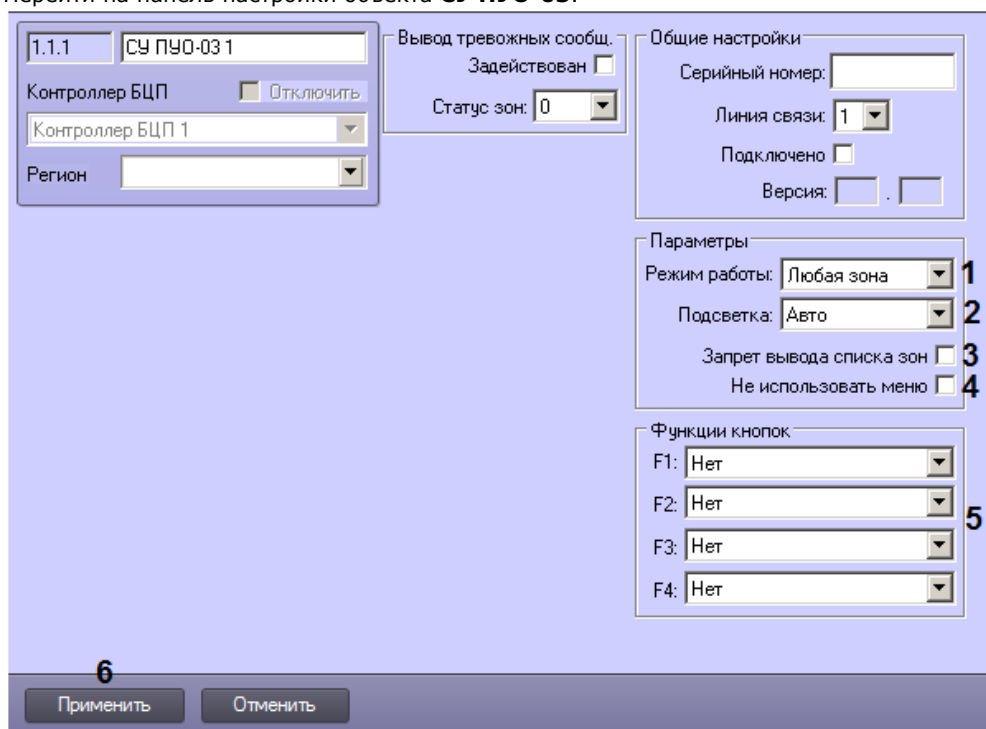 Перейти на панель настройки объекта СУ ПУО-03.
1.1.1 СУ ПУО-03 1
Контроллер БЦП Отключить
Контроллер БЦП 1
Регион
Вывод тревожных сообщ.
Задействован
Статус зон: 0
Общие настройки
Серийный номер:
Линия связи: 1
Подключено
Версия: .
Параметры
Режим работы: Любая зона 1
Подсветка: Авто 2
Запрет вывода списка зон 3
Не использовать меню 4
Функции кнопок
F1: Нет
F2: Нет
5
F3: Нет
F4: Нет
6
Применить Отменить